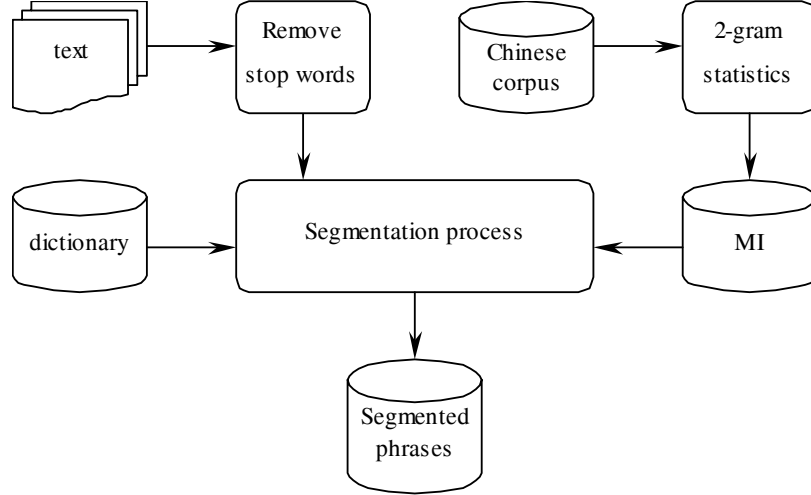 text
Remove
stop words
Chinese
corpus
2-gram
statistics
dictionary
Segmentation process
MI
Segmented
phrases